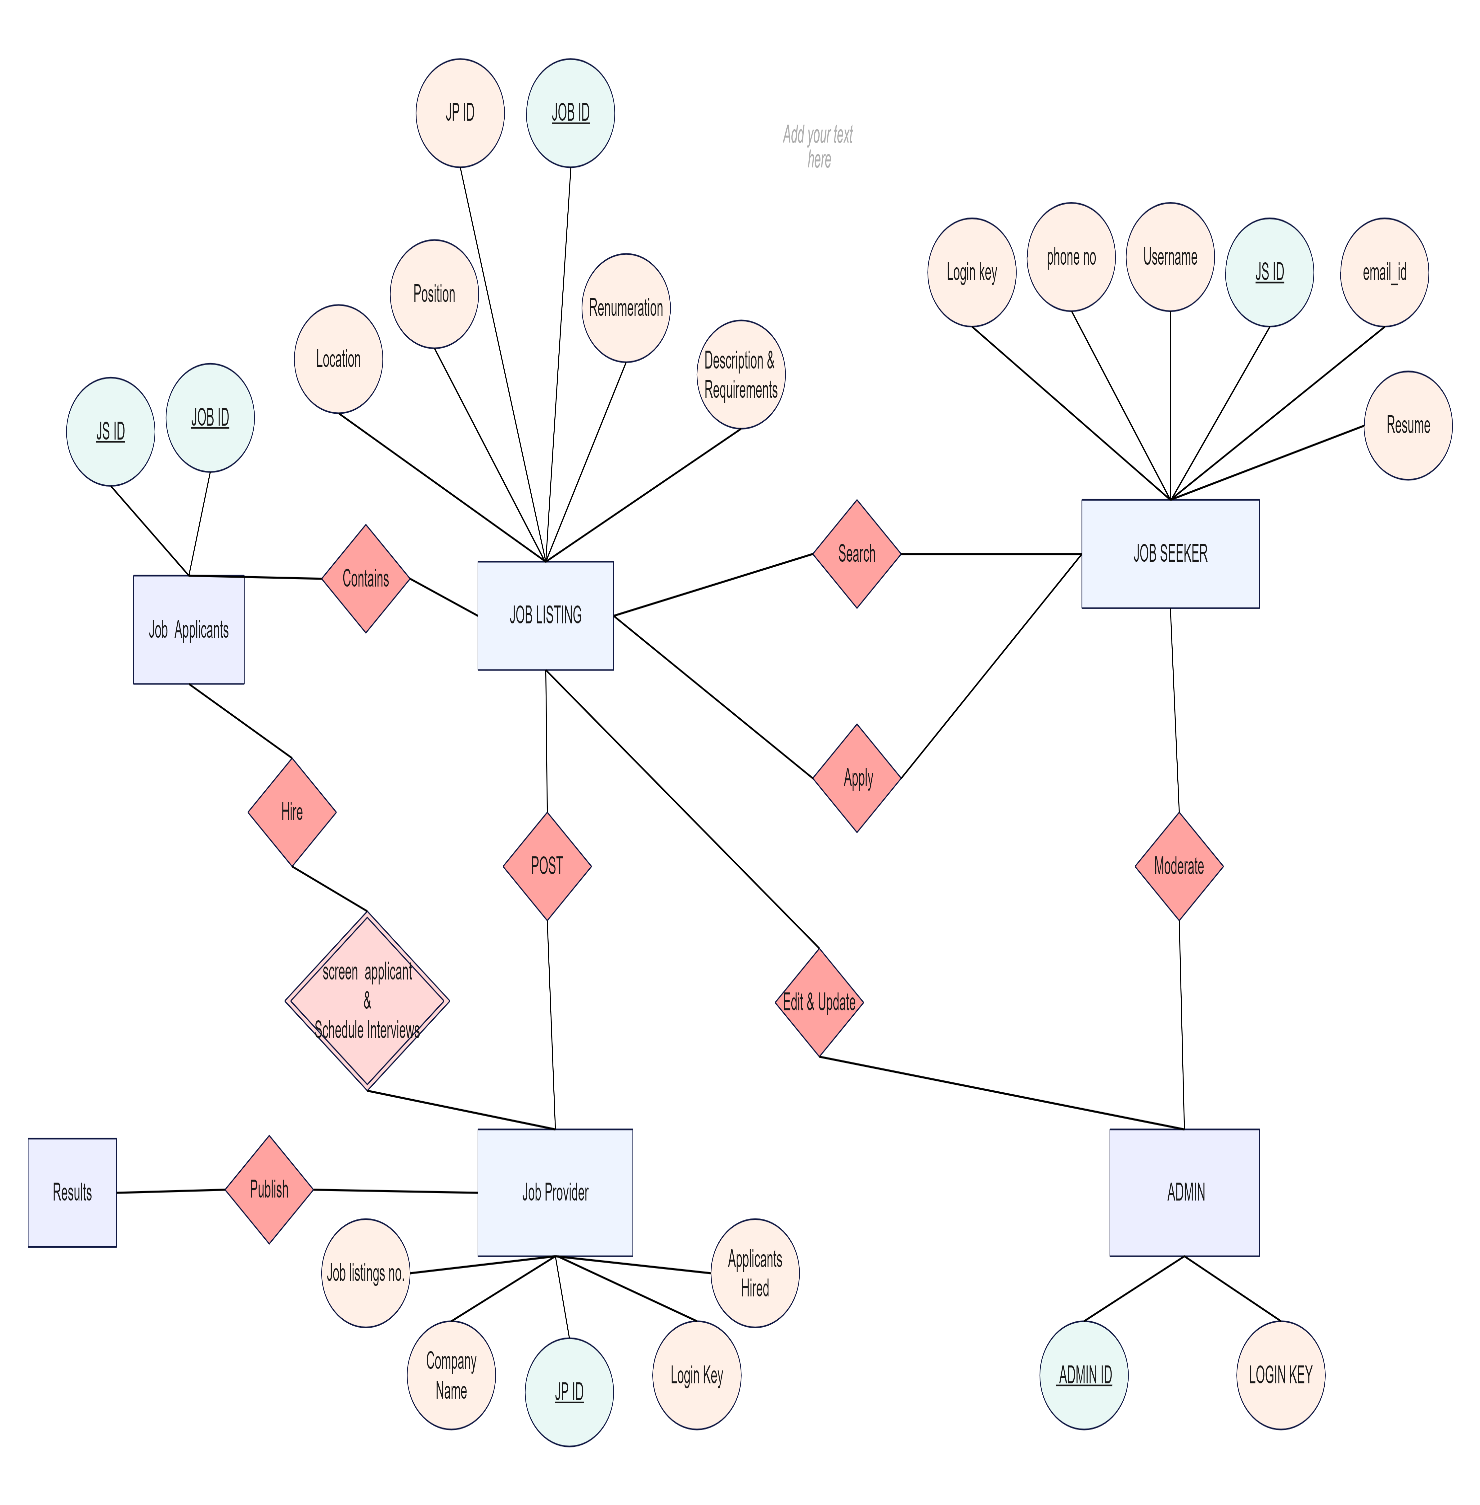 JP ID
JOB ID
Add your text
here
Login key
phone no
Username
JS ID
email_id
Position
Renumeration
Location
Description &
Requirements
JS ID
JOB ID
Resume
Contains
Search
JOB SEEKER
Job Applicants
JOB LISTING
Apply
Hire
POST
Moderate
screen applicant
&
Schedule Interviews
Edit & Update
Results
Publish
Job Provider
ADMIN
Job listings no.
Applicants
Hired
Company
Name
JP ID
Login Key
ADMIN ID
LOGIN KEY